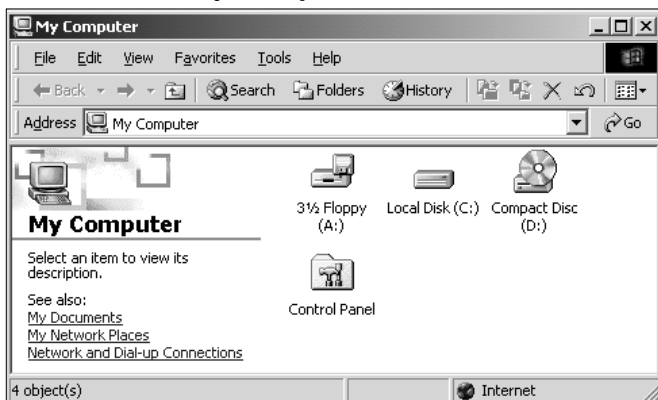 My Computer
File Edit View Favorites Tools Help
Back Search Folders History
Address My Computer Go
My Computer
Select an item to view its
description.
See also:
My Documents
My Network Places
Network and Dial-up Connections
3½ Floppy
(A:)
Local Disk (C:)
Compact Disc
(D:)
Control Panel
4 object(s) Internet